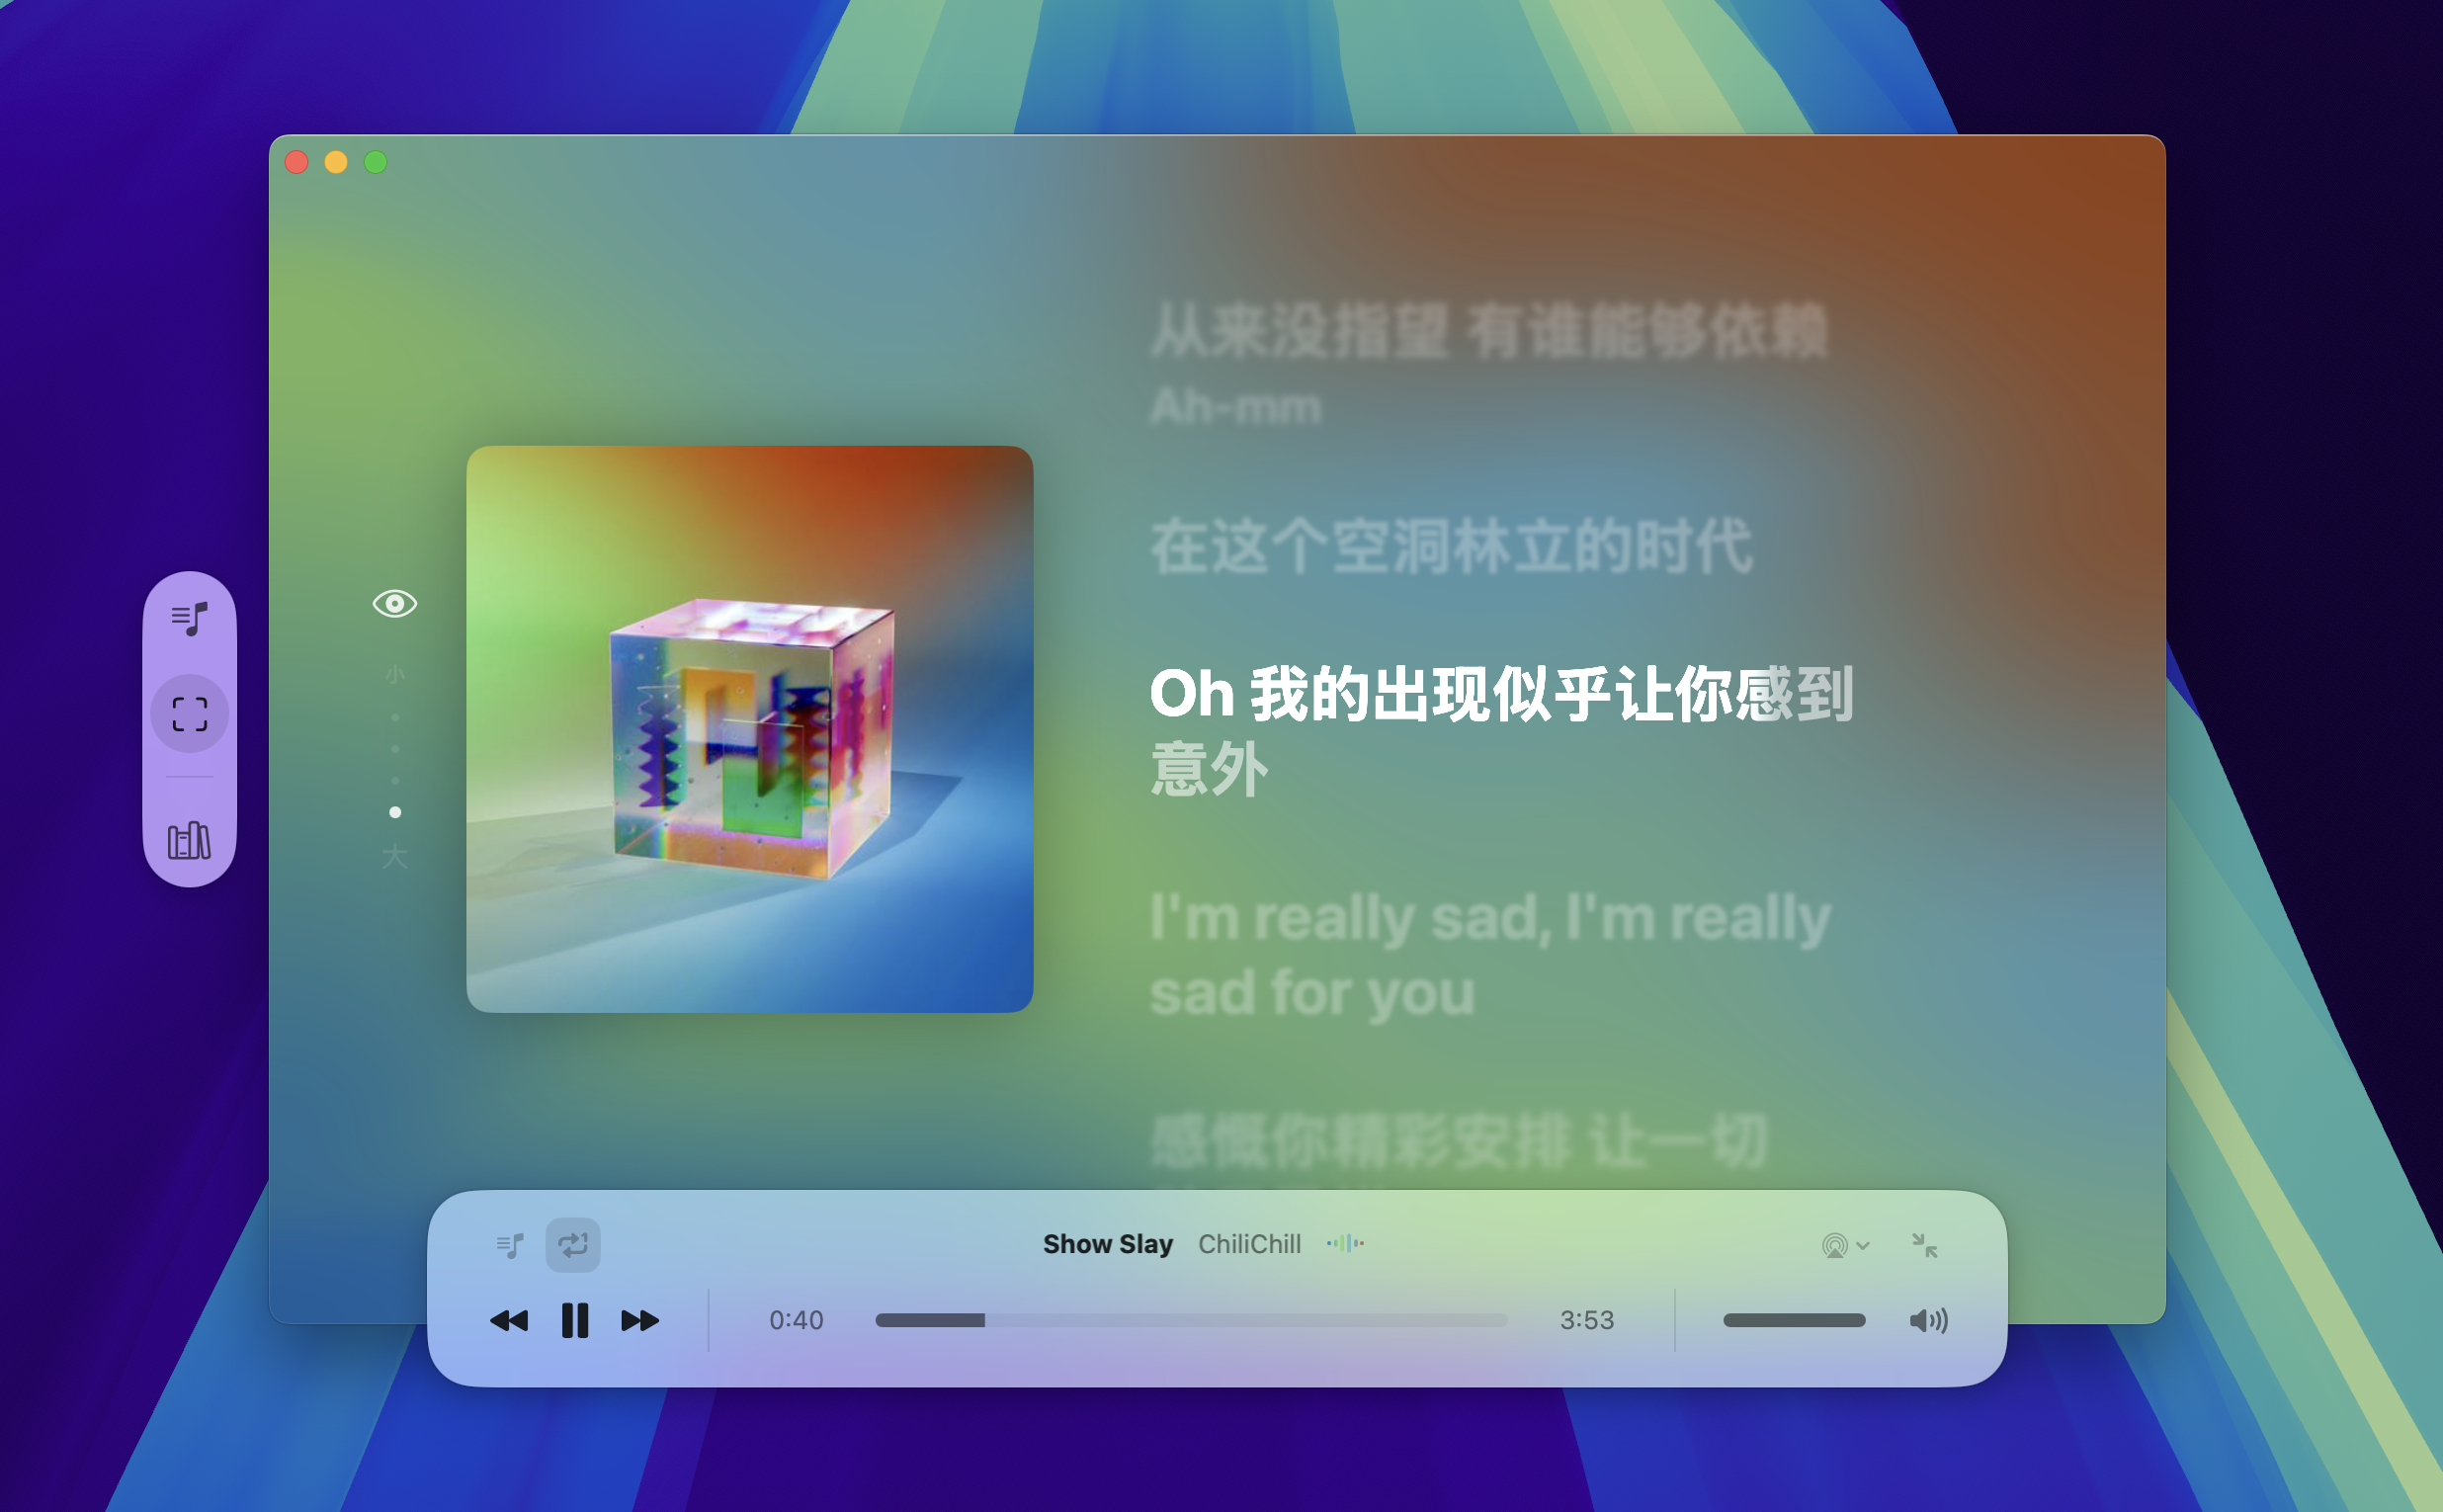 从来没指望 有谁能够依赖
Ah-mm
在这个空洞林立的时代
小
Oh 我的出现似乎让你感到
意外
大
I'm really sad, I'm really
sad for you
感慨你精彩安排 让一切
Show Slay ChiliChill
0:40
3:53